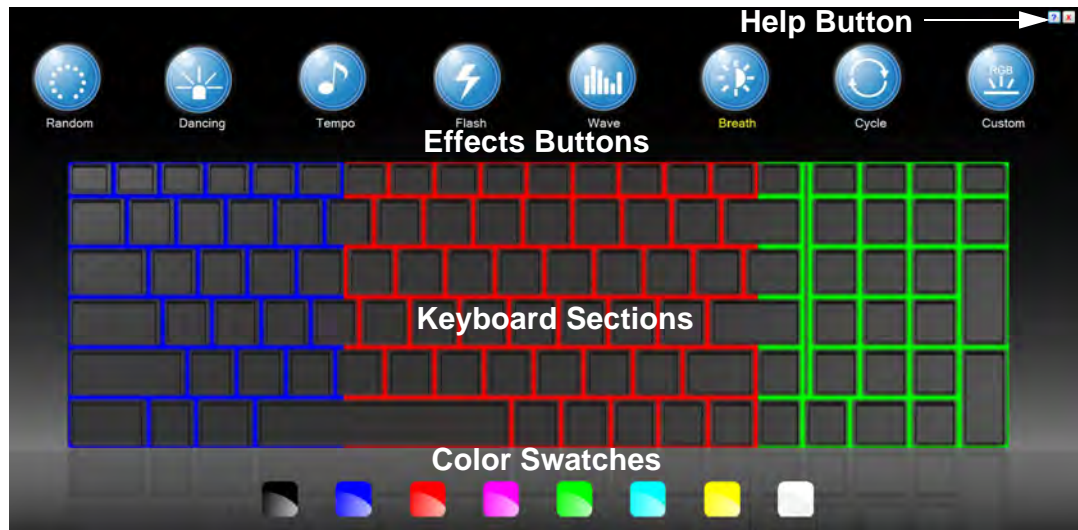 Help Button
? X
RGB
Random Dancing Tempo Flash Wave Breath Cycle Custom
Effects Buttons
Keyboard Sections
Color Swatches